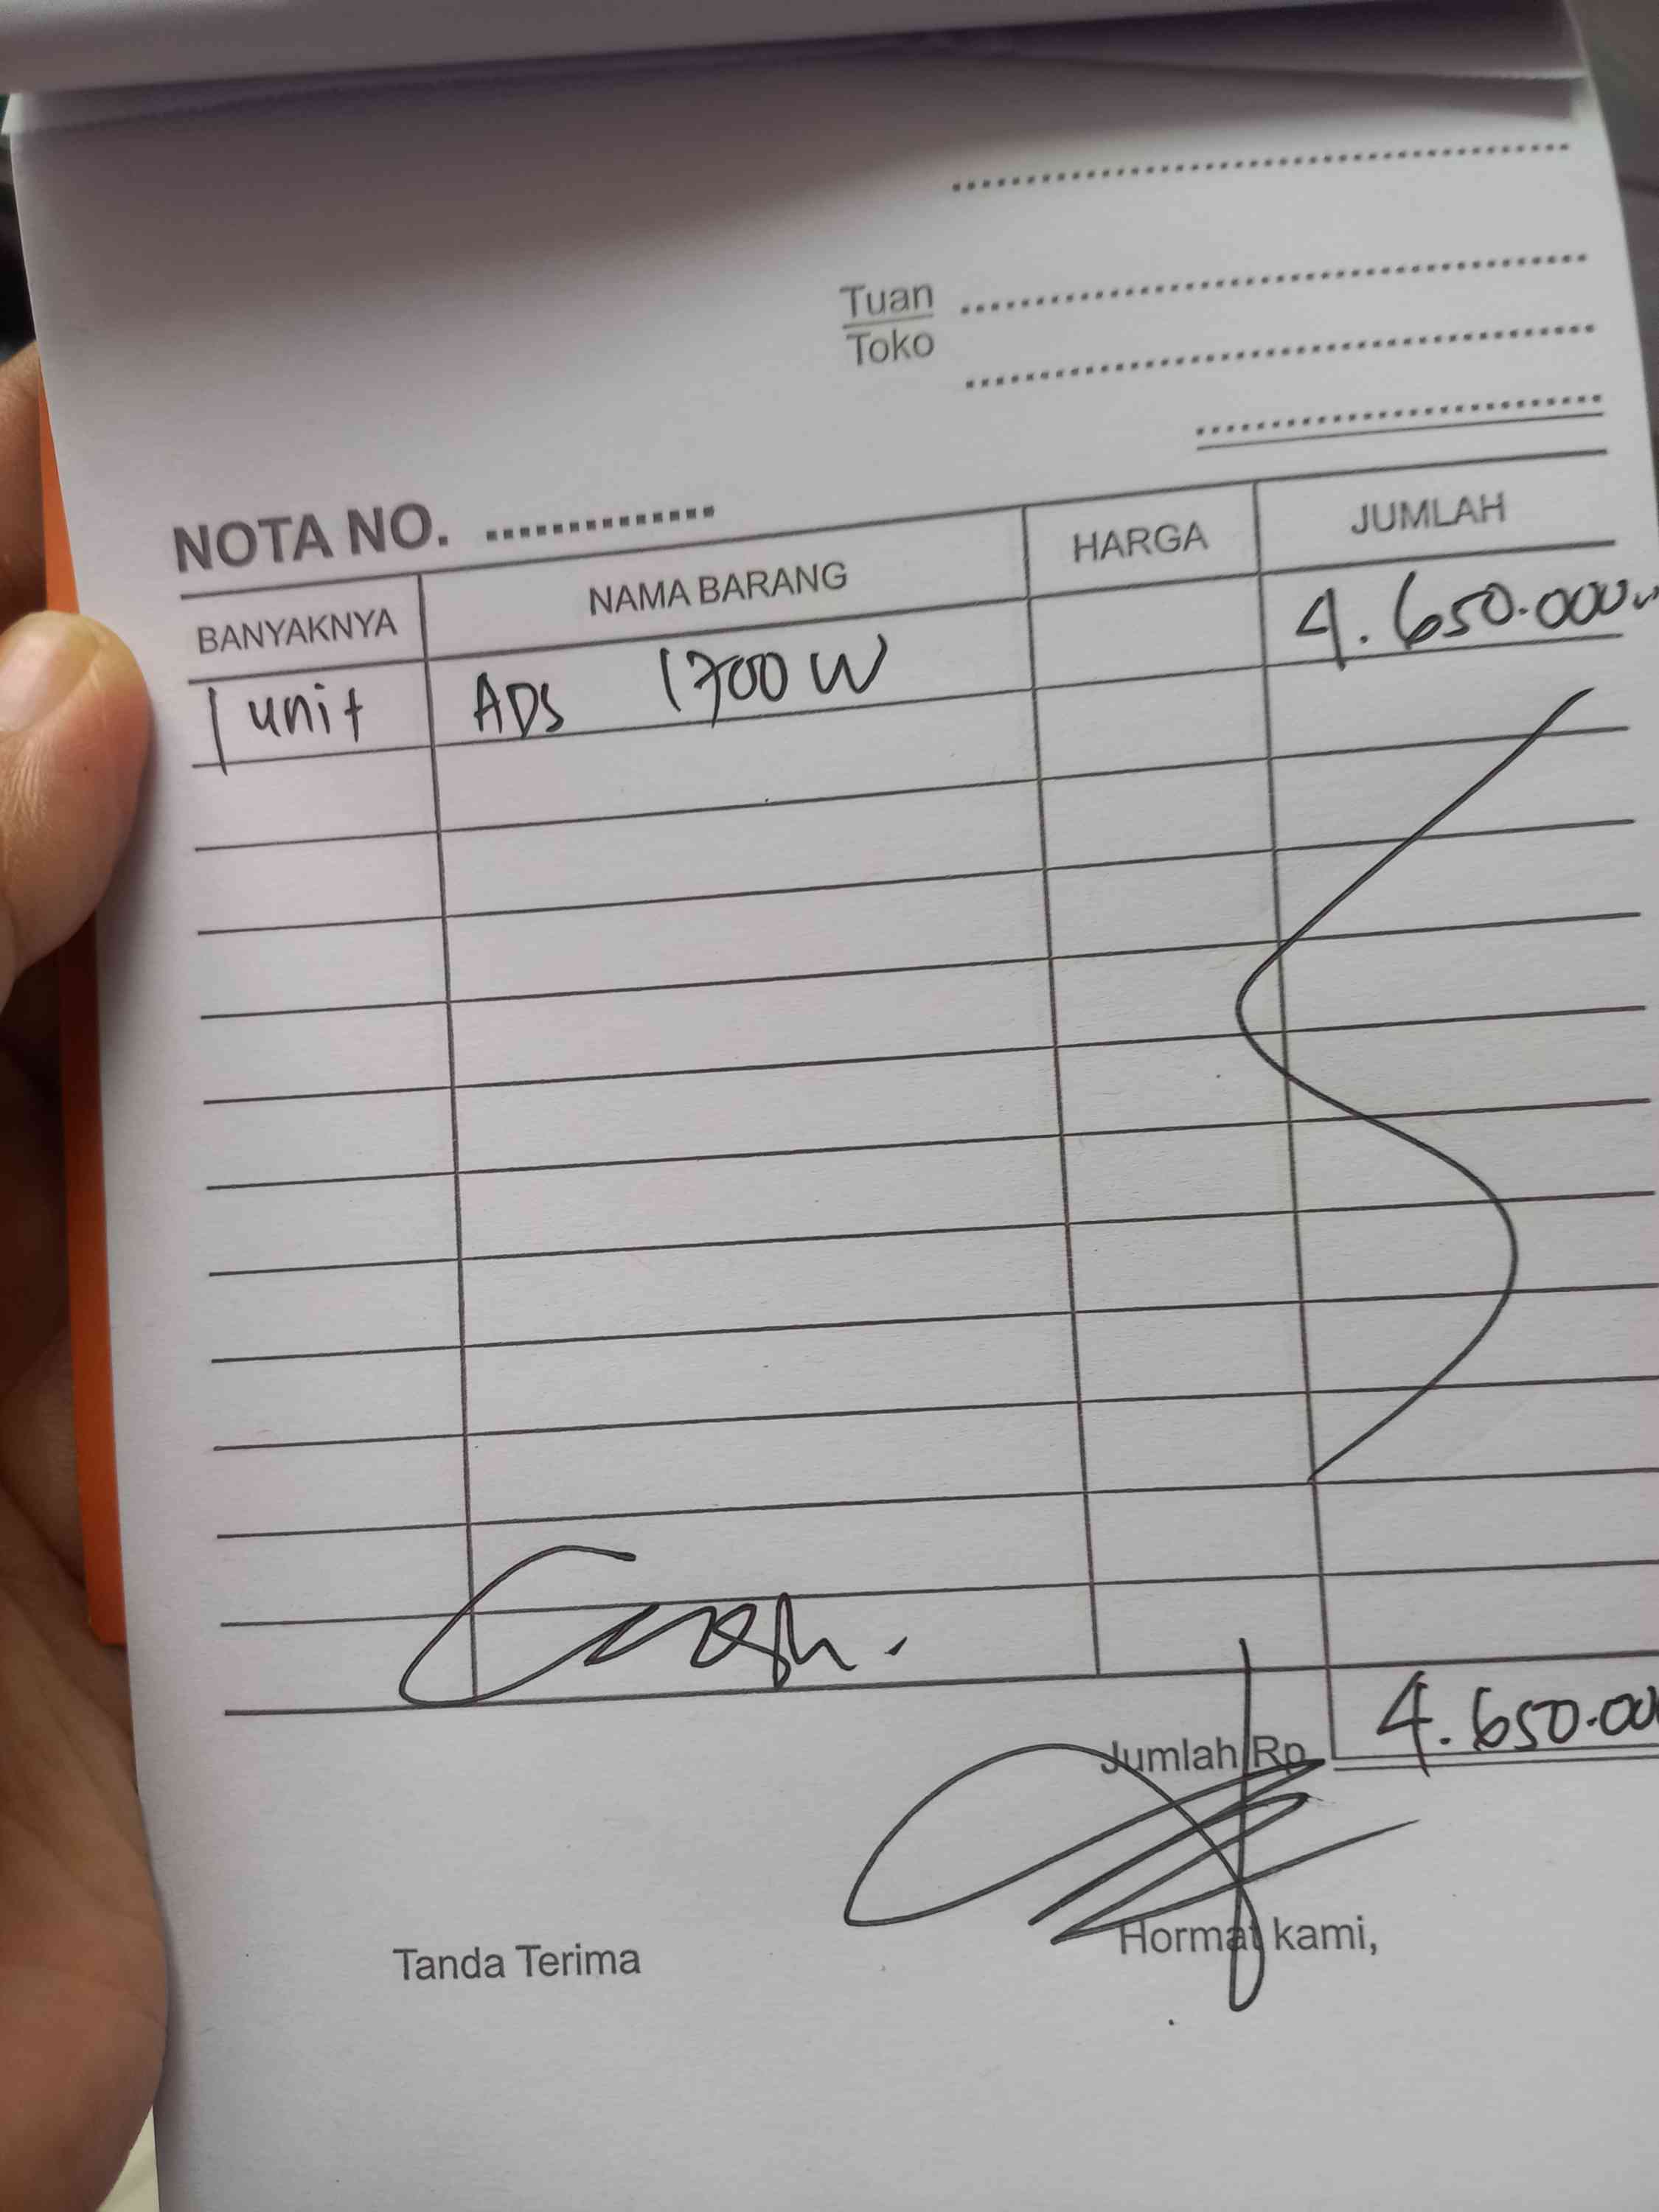 Tuan
Toko
NOTA NO. ..............
BANYAKNYA NAMA BARANG HARGA JUMLAH
1 unit ADS 1700 W 4.650.000
Cash.
Jumlah Rp 4.650.00
Tanda Terima Hormat kami,